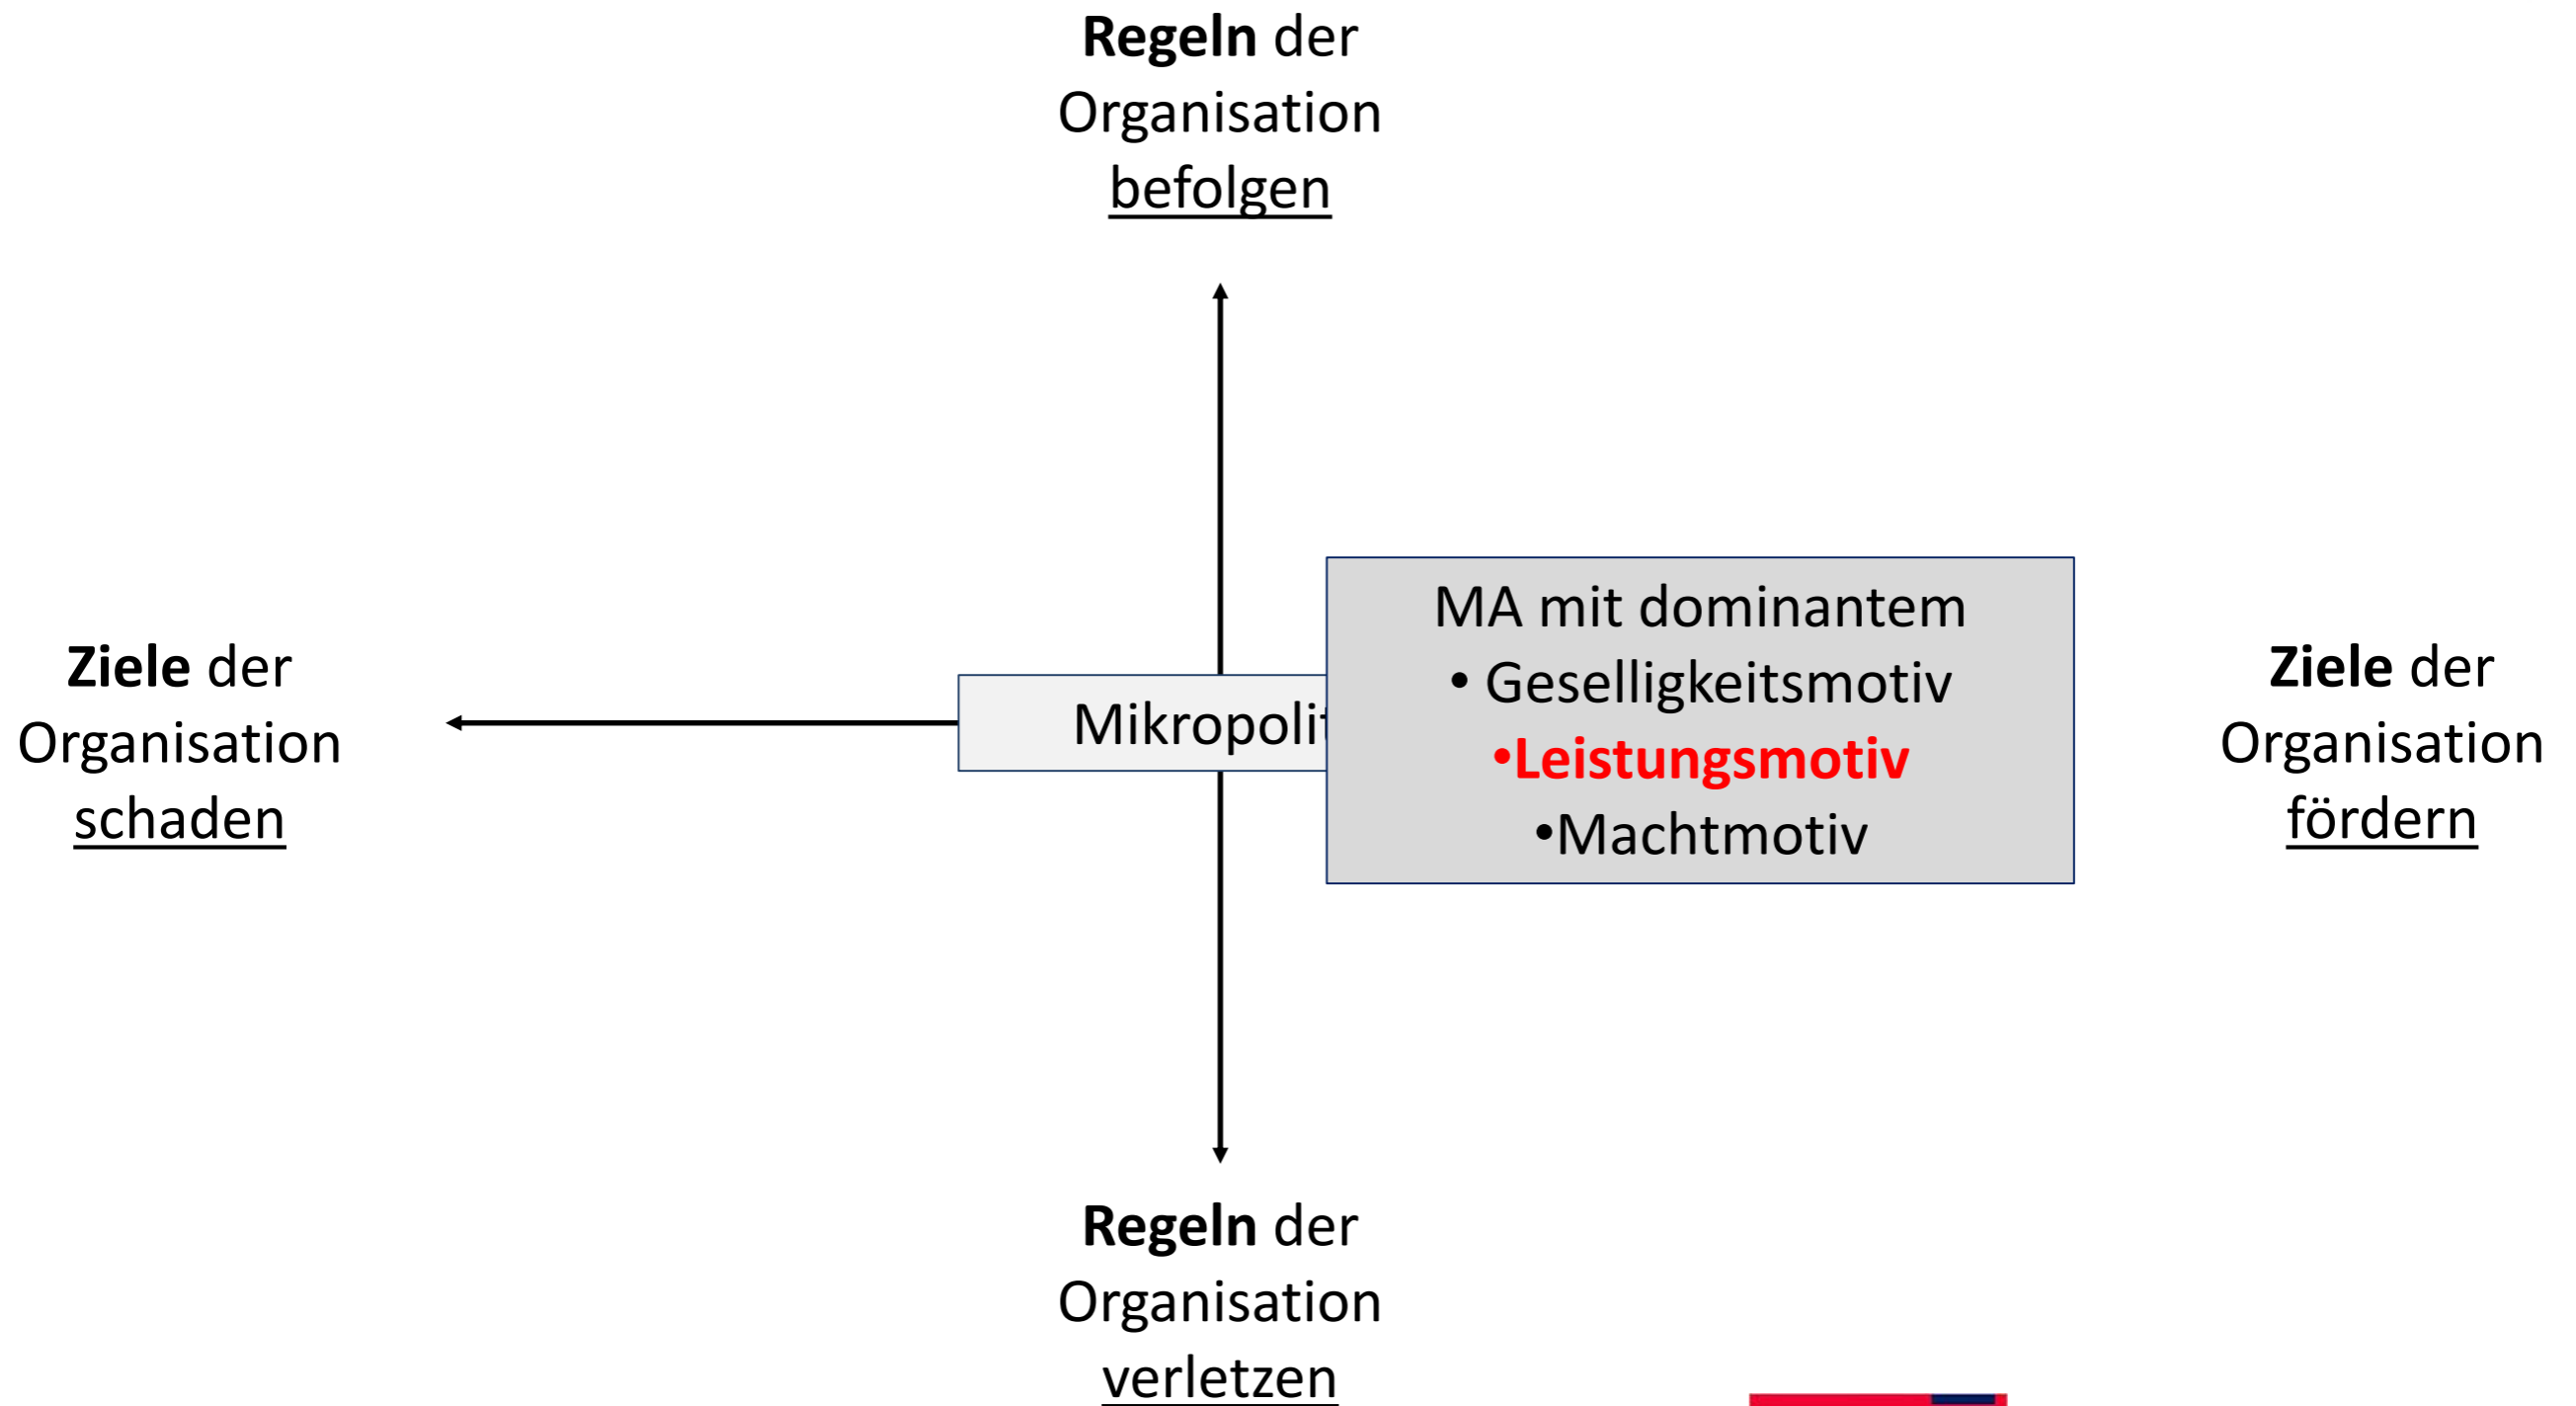 Regeln der
Organisation
befolgen
Ziele der
Organisation
schaden
Mikropolit
MA mit dominantem
• Geselligkeitsmotiv
•Leistungsmotiv
•Machtmotiv
Ziele der
Organisation
fördern
Regeln der
Organisation
verletzen